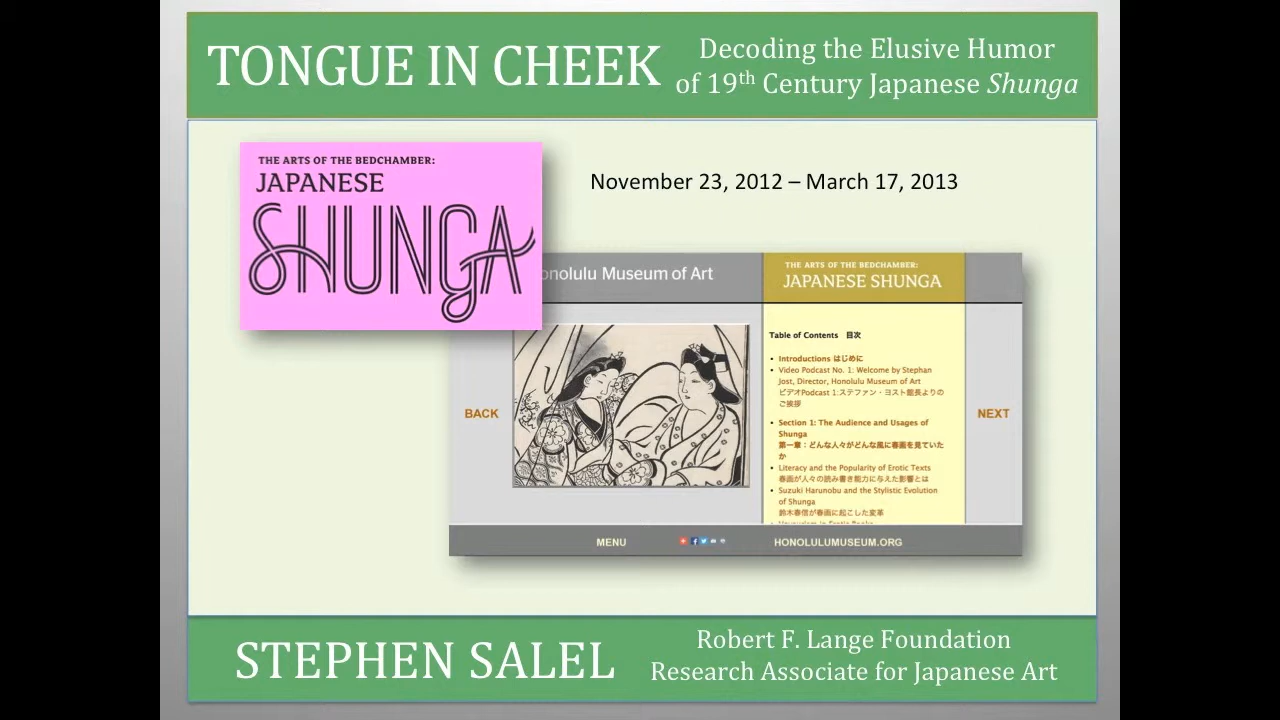 TONGUE IN CHEEK
Decoding the Elusive Humor
of 19th Century Japanese Shunga
THE ARTS OF THE BEDCHAMBER:
JAPANESE
SHUNGA
November 23, 2012 – March 17, 2013
onolulu Museum of Art
THE ARTS OF THE BEDCHAMBER:
JAPANESE SHUNGA
Table of Contents 目次
Introductions はじめに
Video Podcast No. 1: Welcome by Stephan
Jost, Director, Honolulu Museum of Art
ビデオPodcast 1:ステファン・ヨスト館長よりの
ご挨拶
Section 1: The Audience and Usages of
Shunga
第一章：どんな人々がどんな風に春画を見ていた
か
Literacy and the Popularity of Erotic Texts
春画が人々の読み書き能力に与えた影響とは
Suzuki Harunobu and the Stylistic Evolution
of Shunga
鈴木春信が春画に起こした変革
BACK
NEXT
MENU
HONOLULUMUSEUM.ORG
STEPHEN SALEL
Robert F. Lange Foundation
Research Associate for Japanese Art